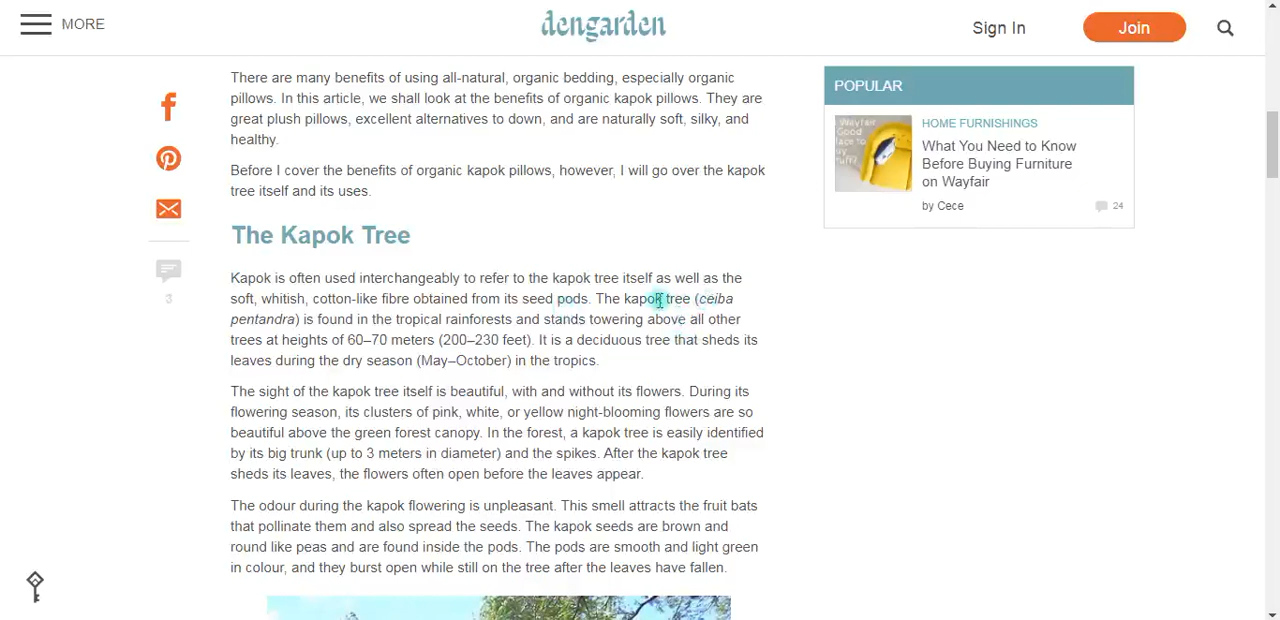 MORE
dengarden
Sign In
Join
There are many benefits of using all-natural, organic bedding, especially organic
pillows. In this article, we shall look at the benefits of organic kapok pillows. They are
great plush pillows, excellent alternatives to down, and are naturally soft, silky, and
healthy.
Before I cover the benefits of organic kapok pillows, however, I will go over the kapok
tree itself and its uses.
The Kapok Tree
Kapok is often used interchangeably to refer to the kapok tree itself as well as the
soft, whitish, cotton-like fibre obtained from its seed pods. The kapok tree (ceiba
pentandra) is found in the tropical rainforests and stands towering above all other
trees at heights of 60–70 meters (200–230 feet). It is a deciduous tree that sheds its
leaves during the dry season (May–October) in the tropics.
The sight of the kapok tree itself is beautiful, with and without its flowers. During its
flowering season, its clusters of pink, white, or yellow night-blooming flowers are so
beautiful above the green forest canopy. In the forest, a kapok tree is easily identified
by its big trunk (up to 3 meters in diameter) and the spikes. After the kapok tree
sheds its leaves, the flowers often open before the leaves appear.
The odour during the kapok flowering is unpleasant. This smell attracts the fruit bats
that pollinate them and also spread the seeds. The kapok seeds are brown and
round like peas and are found inside the pods. The pods are smooth and light green
in colour, and they burst open while still on the tree after the leaves have fallen.
3
POPULAR
Wayfair
Good
HOME FURNISHINGS
What You Need to Know
Before Buying Furniture
on Wayfair
by Cece
24